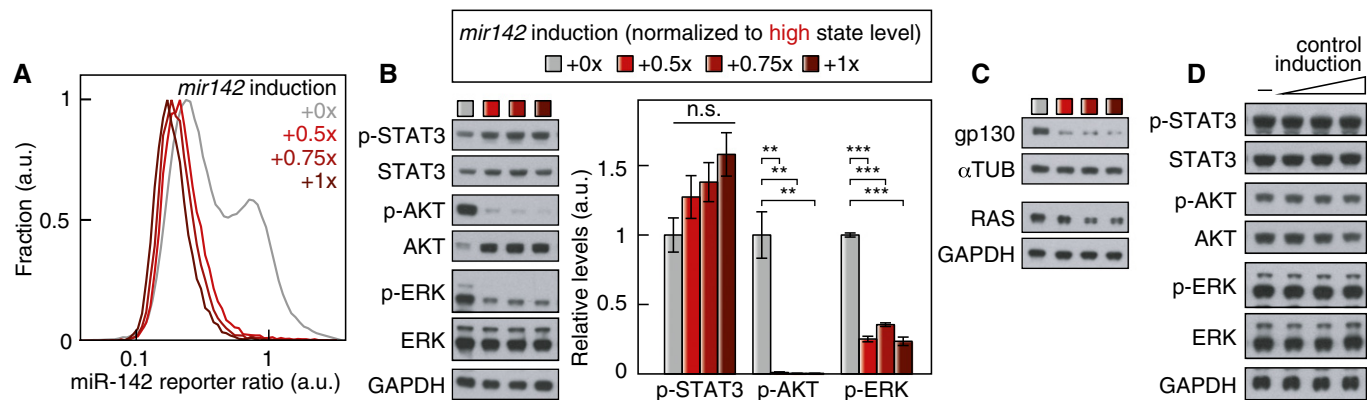 mir142 induction (normalized to high state level)
+0x +0.5x +0.75x +1x
A
mir142 induction
+0x
+0.5x
+0.75x
+1x
1
0.5
0
0.1 1
Fraction (a.u.)
miR-142 reporter ratio (a.u.)
B
p-STAT3
STAT3
p-AKT
AKT
p-ERK
ERK
GAPDH
Relative levels (a.u.)
1.5
1
0.5
0
n.s.
**
**
**
***
***
***
p-STAT3 p-AKT p-ERK
C
gp130
αTUB
RAS
GAPDH
D
control
induction
–
p-STAT3
STAT3
p-AKT
AKT
p-ERK
ERK
GAPDH